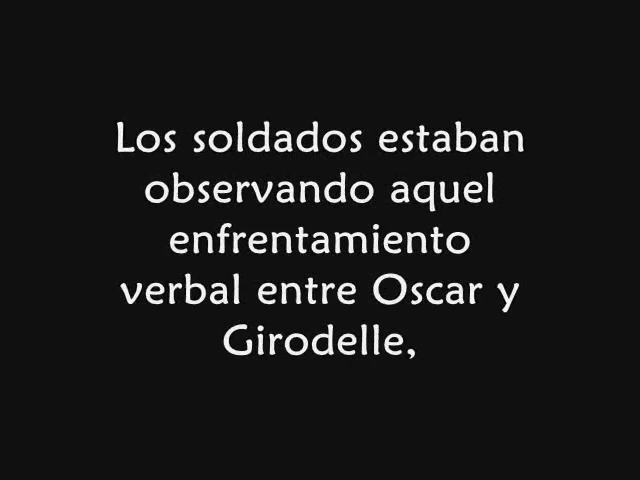 Los soldados estaban
observando aquel
enfrentamiento
verbal entre Oscar y
Girodelle,